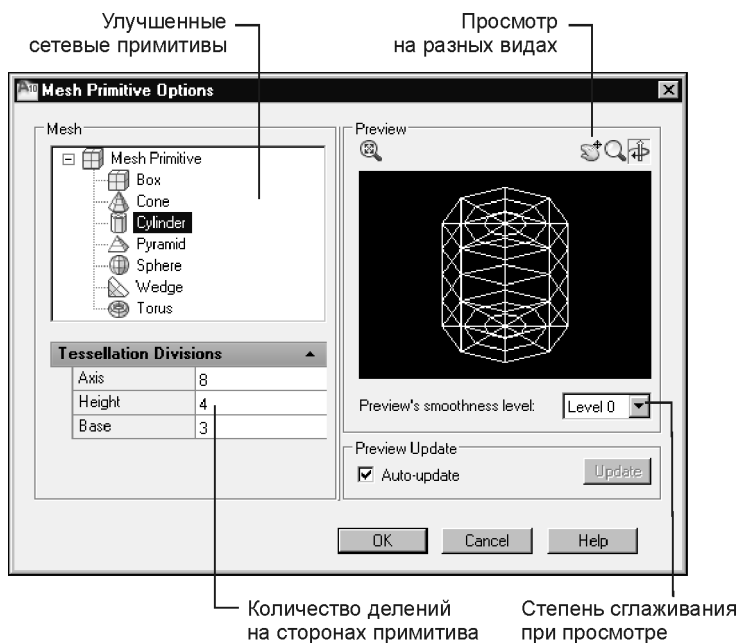 Улучшенные
сетевые примитивы
Просмотр
на разных видах
A10 Mesh Primitive Options
Mesh
Mesh Primitive
Box
Cone
Cylinder
Pyramid
Sphere
Wedge
Torus
Tessellation Divisions
Axis 8
Height 4
Base 3
Preview
Preview's smoothness level: Level 0
Preview Update
Auto-update Update
OK Cancel Help
Количество делений
на сторонах примитива
Степень сглаживания
при просмотре